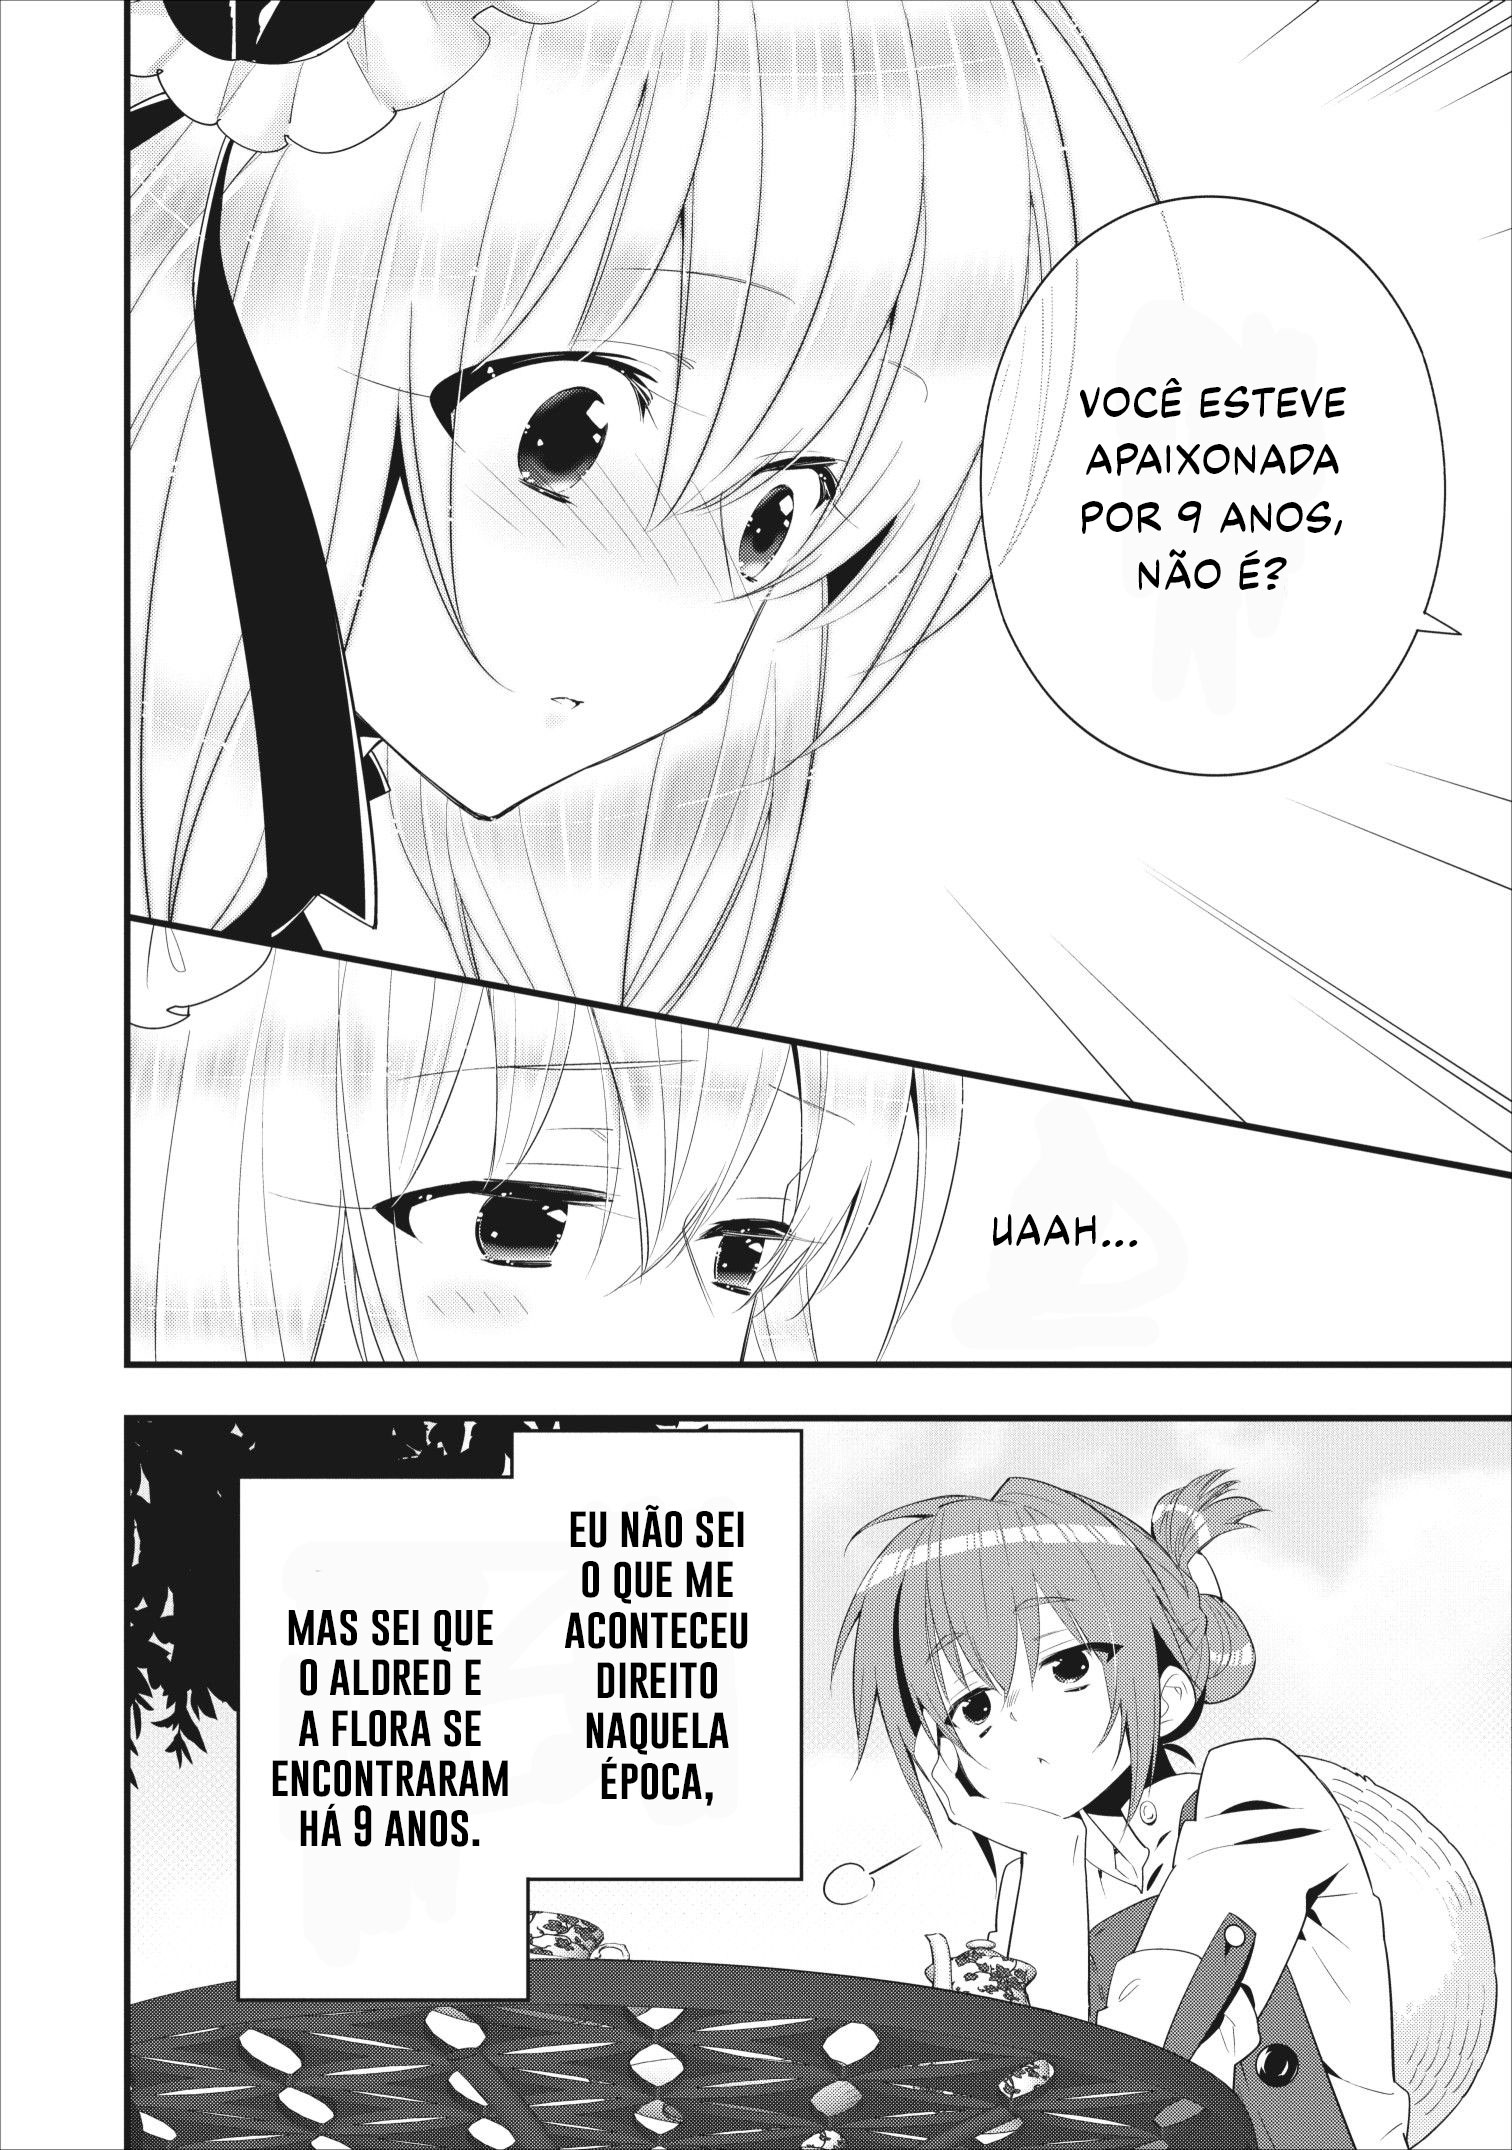 VOCÊ ESTEVE
APAIXONADA
POR 9 ANOS,
NÃO É?
UAAH...
EU NÃO SEI
O QUE ME
ACONTECEU
DIREITO
NAQUELA
ÉPOCA,
MAS SEI QUE
O ALDRED E
A FLORA SE
ENCONTRARAM
HÁ 9 ANOS.